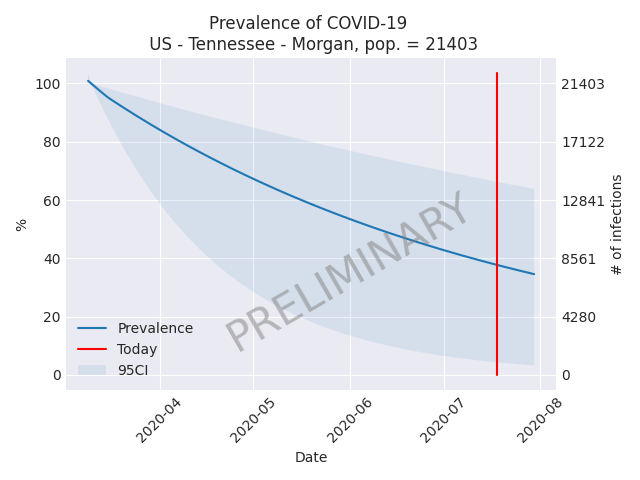 Prevalence of COVID-19
US - Tennessee - Morgan, pop. = 21403
100
80
60
40
20
0
%
21403
17122
12841
8561
4280
0
# of infections
PRELIMINARY
Prevalence
Today
95CI
2020-04
2020-05
2020-06
2020-07
2020-08
Date